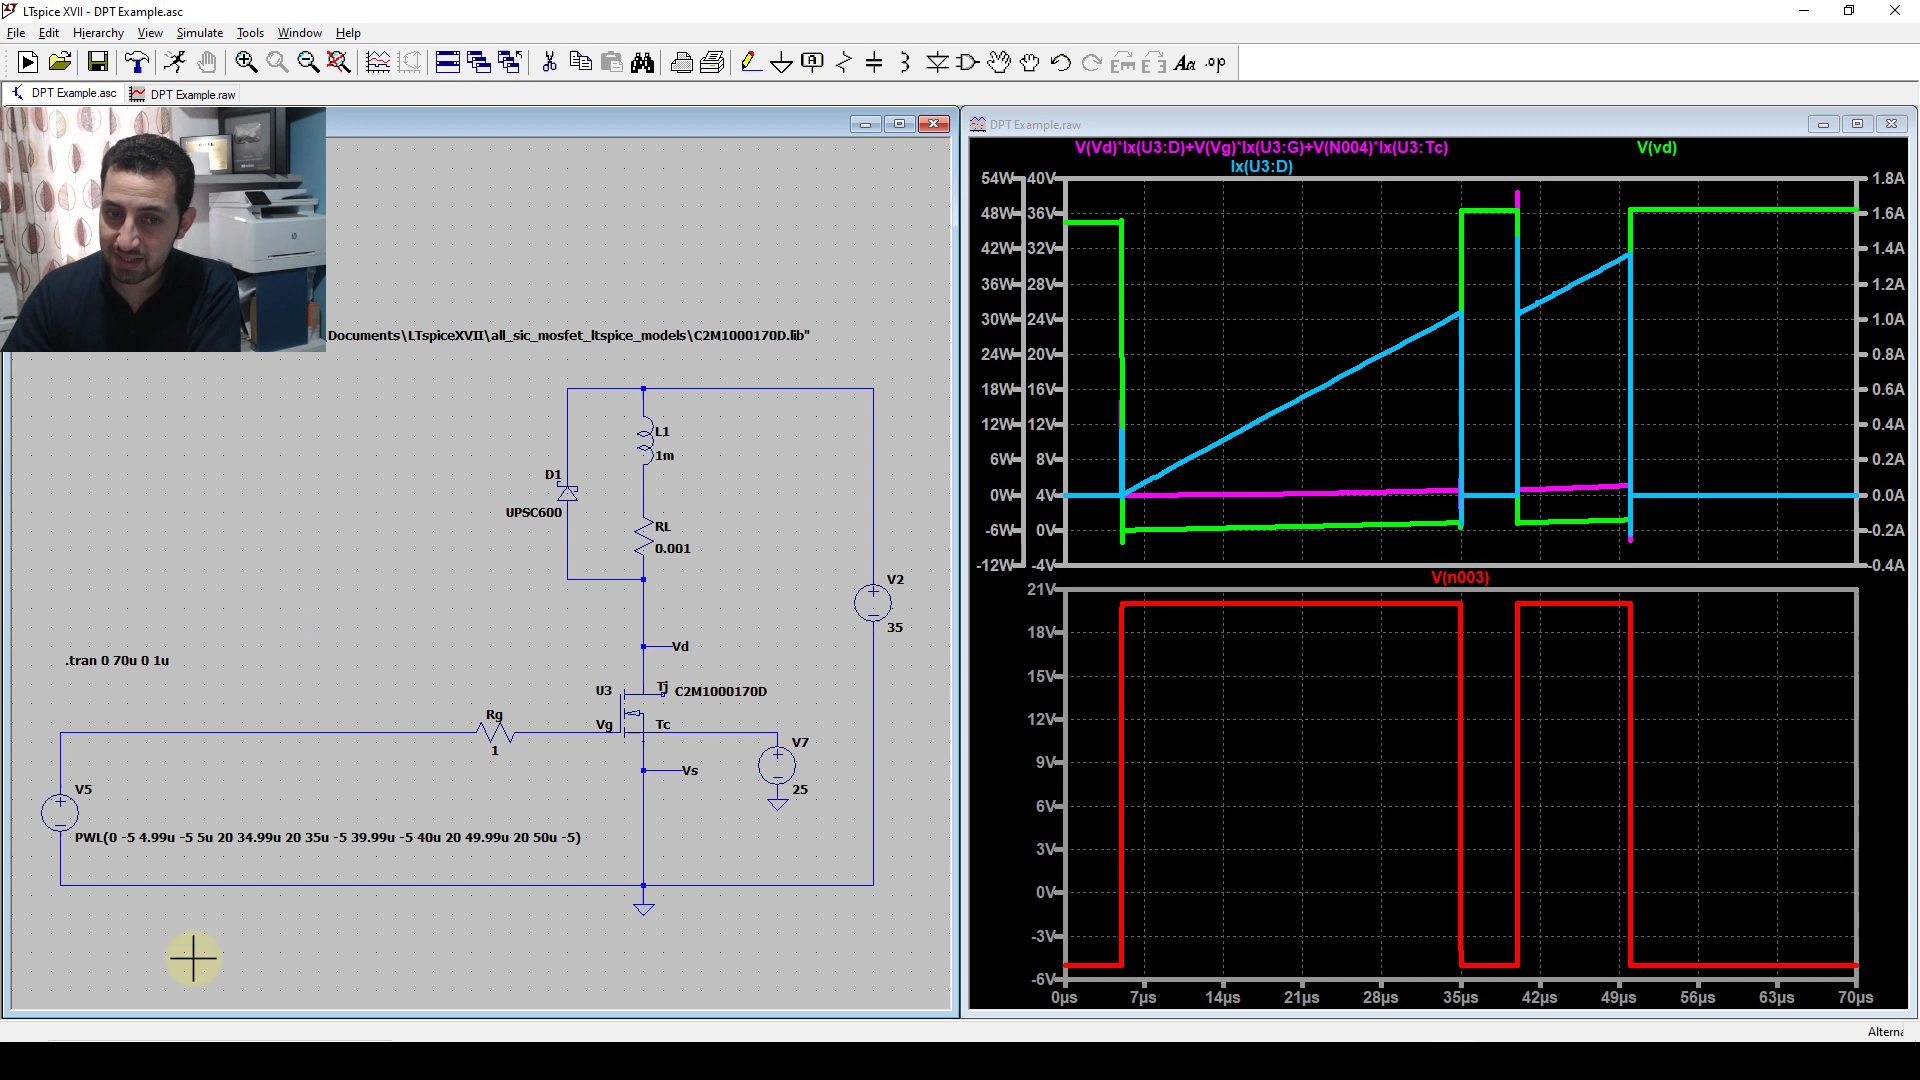 LTspice XVII - DPT Example.asc
File Edit Hierarchy View Simulate Tools Window Help
Aa .op
DPT Example.asc DPT Example.raw
DPT Example.raw
V(Vd)*Ix(U3:D)+V(Vg)*Ix(U3:G)+V(N004)*Ix(U3:Tc) V(vd)
Ix(U3:D)
54W 40V 1.8A
48W 36V 1.6A
42W 32V 1.4A
36W 28V 1.2A
30W 24V 1.0A
24W 20V 0.8A
18W 16V 0.6A
12W 12V 0.4A
6W 8V 0.2A
0W 4V 0.0A
-6W 0V -0.2A
-12W -4V -0.4A
V(n003)
21V
18V
15V
12V
9V
6V
3V
0V
-3V
-6V
0µs 7µs 14µs 21µs 28µs 35µs 42µs 49µs 56µs 63µs 70µs
Documents\LTspiceXVII\all_sic_mosfet_ltspice_models\C2M1000170D.lib"
L1
1m
D1
UPSC600
RL
0.001
V2
35
Vd
.tran 0 70u 0 1u
U3 Tj C2M1000170D
Rg Vg Tc
1
V7
25
Vs
V5
PWL(0 -5 4.99u -5 5u 20 34.99u 20 35u -5 39.99u -5 40u 20 49.99u 20 50u -5)